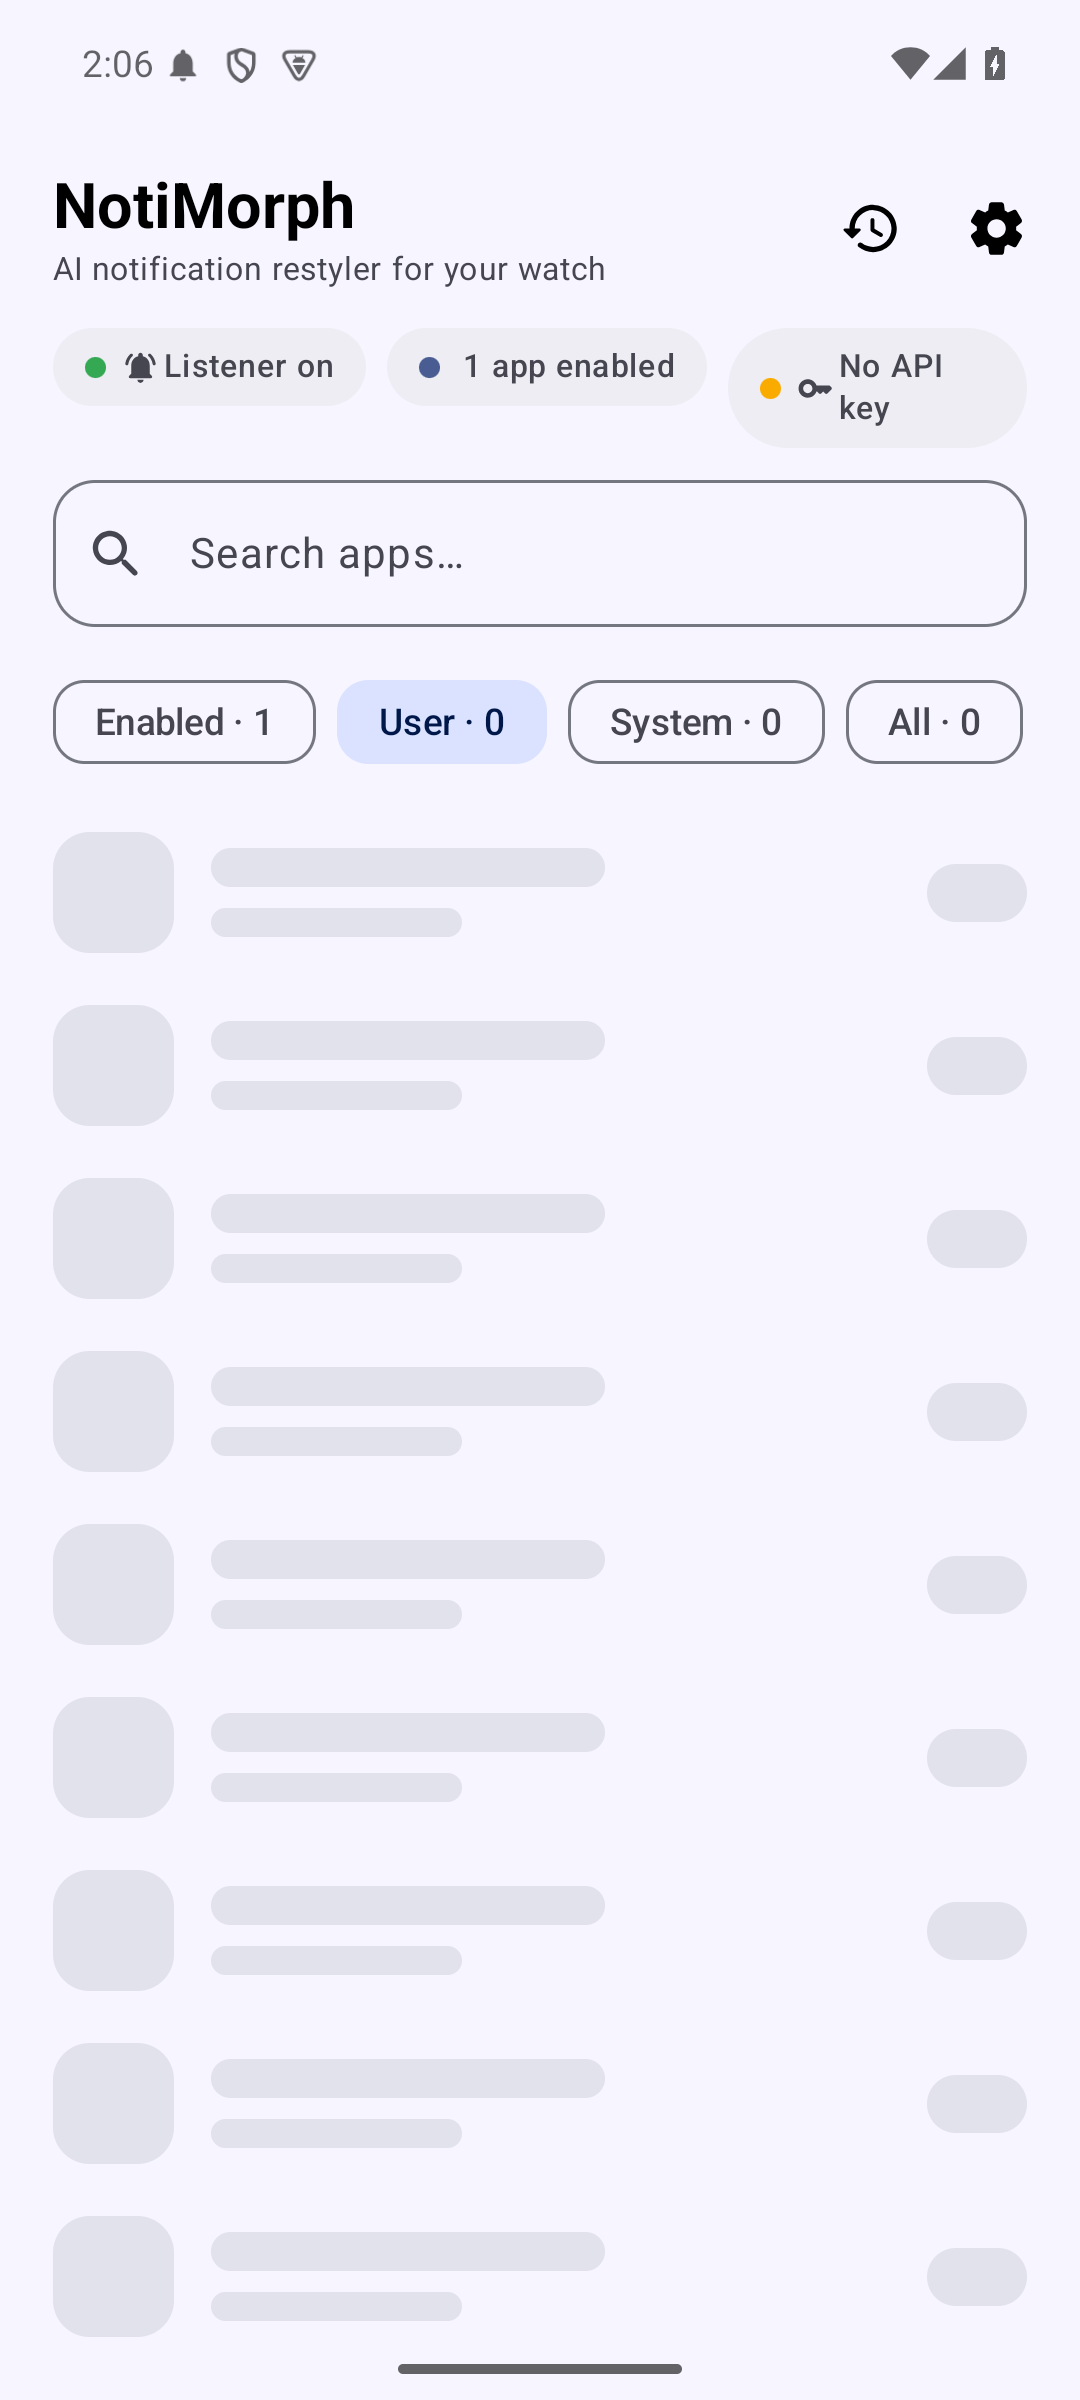 2:06
NotiMorph
AI notification restyler for your watch
Listener on
1 app enabled
No API
key
Search apps…
Enabled · 1
User · 0
System · 0
All · 0